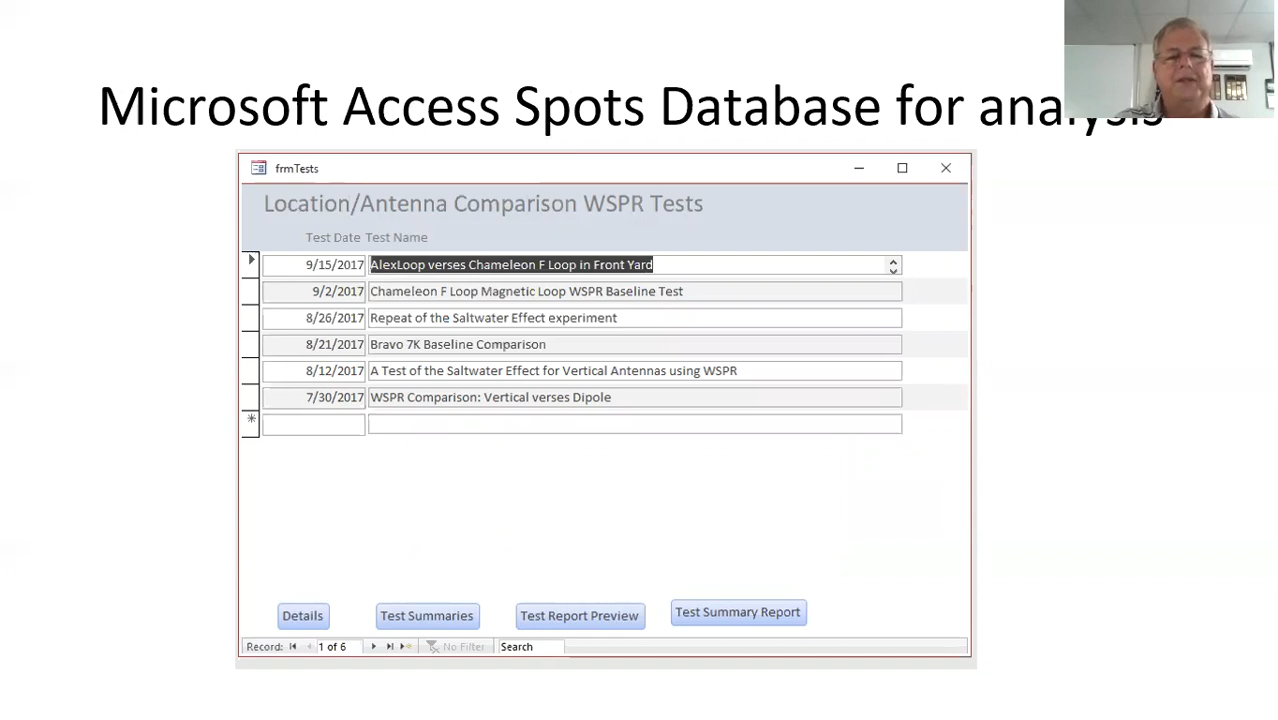 Microsoft Access Spots Database for analysis
frmTests
Location/Antenna Comparison WSPR Tests
Test Date Test Name
9/15/2017 AlexLoop verses Chameleon F Loop in Front Yard
9/2/2017 Chameleon F Loop Magnetic Loop WSPR Baseline Test
8/26/2017 Repeat of the Saltwater Effect experiment
8/21/2017 Bravo 7K Baseline Comparison
8/12/2017 A Test of the Saltwater Effect for Vertical Antennas using WSPR
7/30/2017 WSPR Comparison: Vertical verses Dipole
Details Test Summaries Test Report Preview Test Summary Report
Record: 1 of 6 No Filter Search